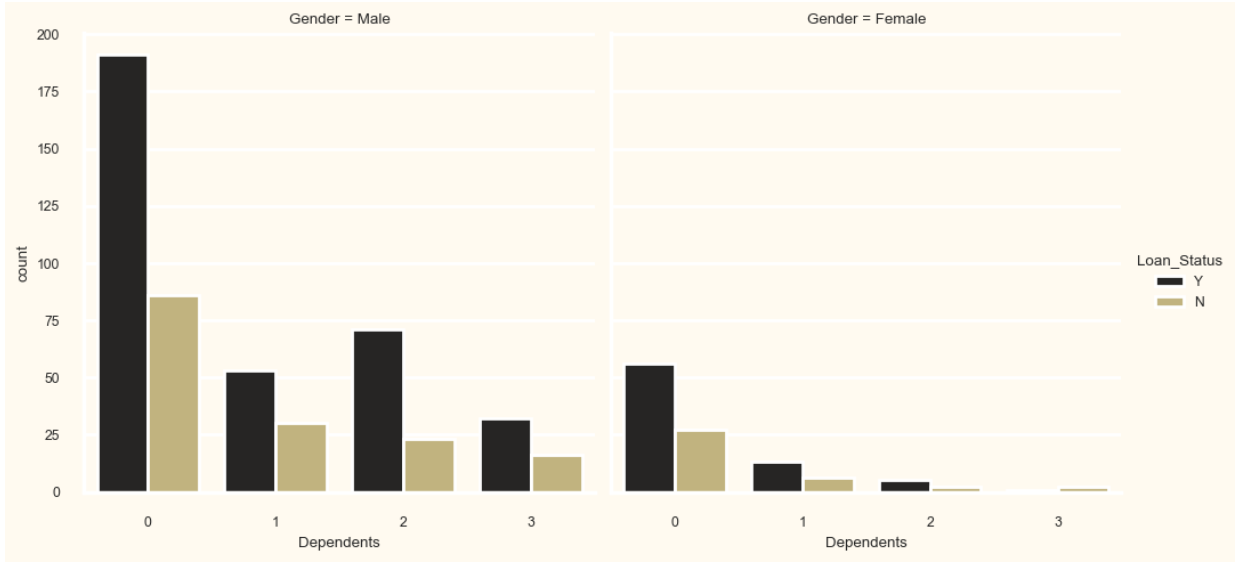 Gender = Male
Gender = Female
200
175
150
125
100
75
50
25
0
count
0 1 2 3
Dependents
0 1 2 3
Dependents
Loan_Status
Y
N